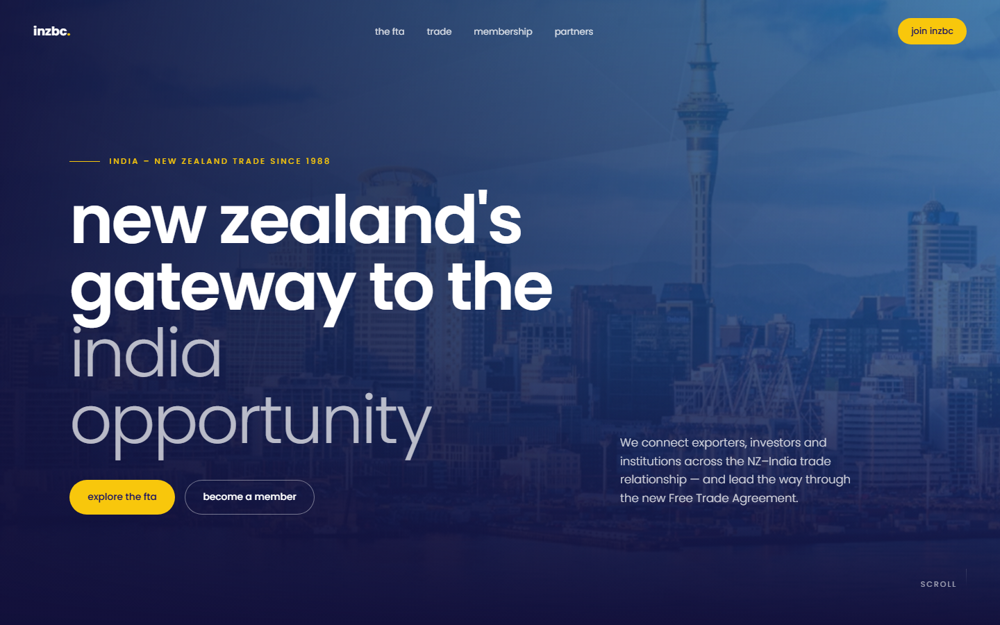 inzbc.
the fta
trade
membership
partners
join inzbc
INDIA – NEW ZEALAND TRADE SINCE 1988
new zealand's
gateway to the
india
opportunity
We connect exporters, investors and
institutions across the NZ–India trade
relationship — and lead the way through
the new Free Trade Agreement.
explore the fta
become a member
SCROLL